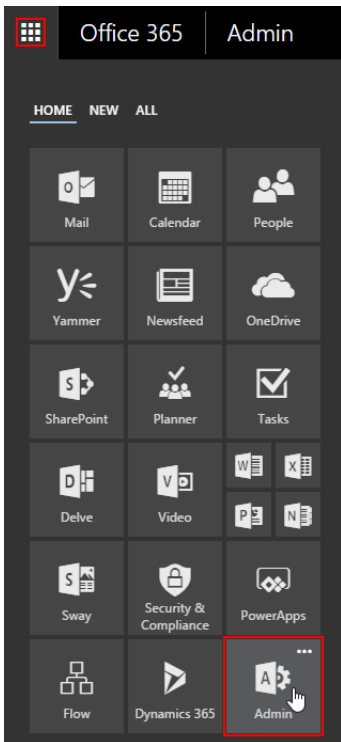 Office 365 Admin
HOME NEW ALL
Mail Calendar People
Yammer Newsfeed OneDrive
SharePoint Planner Tasks
Delve Video
Sway Security & Compliance PowerApps
Flow Dynamics 365 Admin